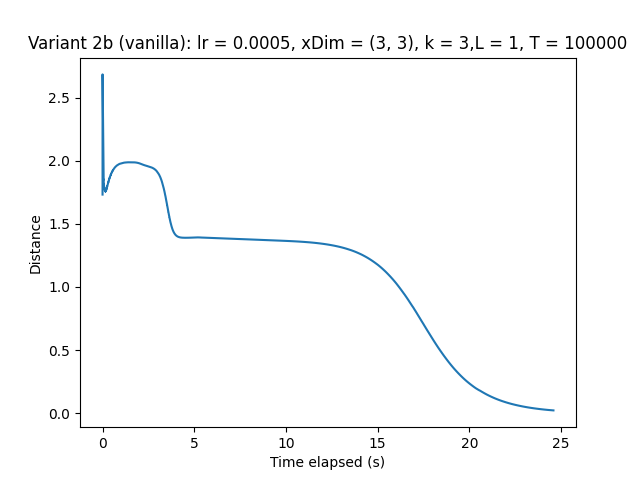 Variant 2b (vanilla): lr = 0.0005, xDim = (3, 3), k = 3,L = 1, T = 100000
2.5
2.0
1.5
1.0
0.5
0.0
Distance
0 5 10 15 20 25
Time elapsed (s)